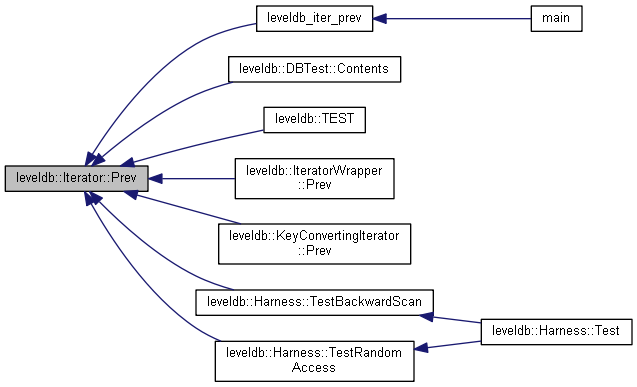 leveldb_iter_prev
main
leveldb::DBTest::Contents
leveldb::TEST
leveldb::Iterator::Prev
leveldb::IteratorWrapper
::Prev
leveldb::KeyConvertingIterator
::Prev
leveldb::Harness::TestBackwardScan
leveldb::Harness::Test
leveldb::Harness::TestRandom
Access